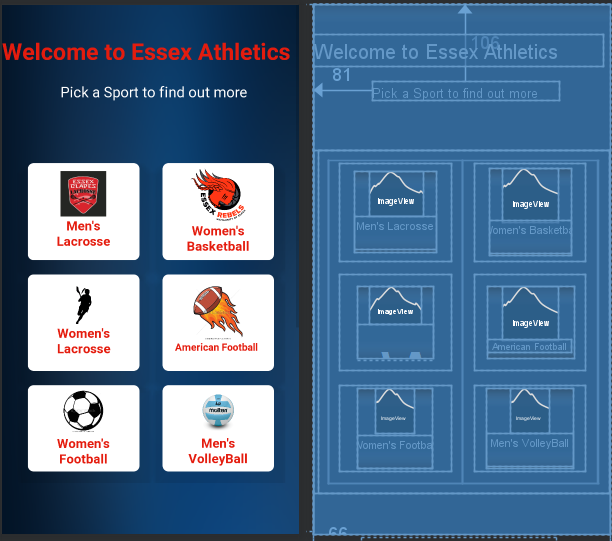 Welcome to Essex Athletics
Pick a Sport to find out more
ESSEX
BLADES
LACROSSE
Men's
Lacrosse
ESSEX REBELS
Women's
Basketball
Women's
Lacrosse
American Football
Women's
Football
molten
Men's
VolleyBall
106
Welcome to Essex Athletics
81
Pick a Sport to find out more
ImageView
Men's Lacrosse
ImageView
Women's Basketba
ImageView
ImageView
American Football
ImageView
Women's Footba
ImageView
Men's VolleyBall
66